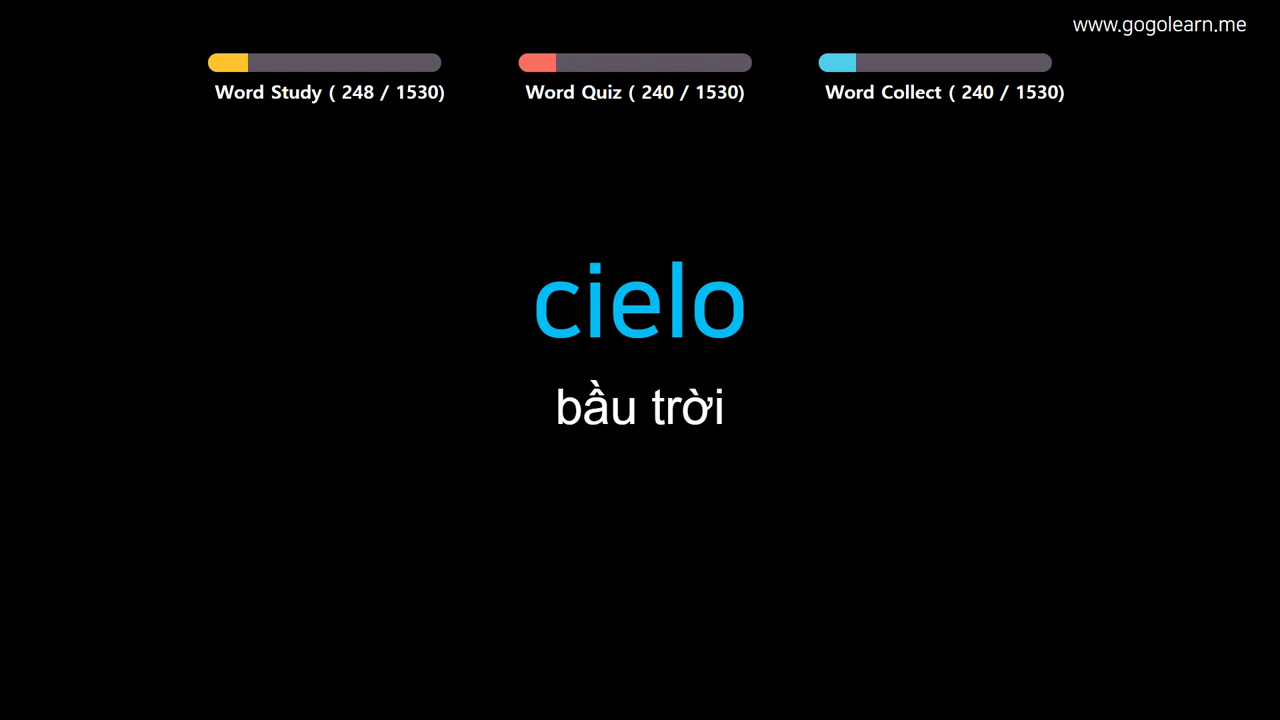 www.gogolearn.me
Word Study ( 248 / 1530)
Word Quiz ( 240 / 1530)
Word Collect ( 240 / 1530)
cielo
bầu trời